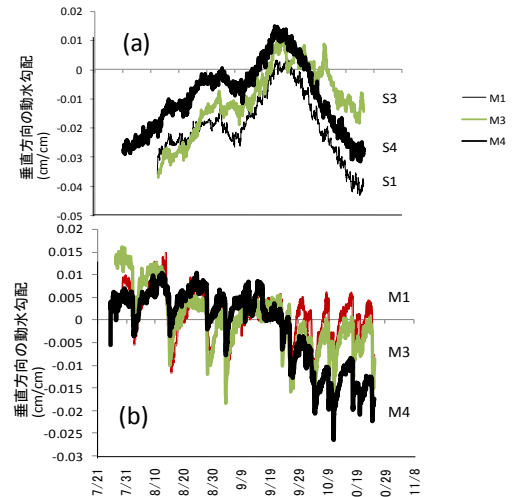 0.02
0.01
0
-0.01
-0.02
-0.03
-0.04
-0.05
垂直方向の動水勾配
(cm/cm)
(a)
S3
S4
S1
M1
M3
M4
0.02
0.015
0.01
0.005
0
-0.005
-0.01
-0.015
-0.02
-0.025
-0.03
垂直方向の動水勾配
(cm/cm)
(b)
M1
M3
M4
7/21
7/31
8/10
8/20
8/30
9/9
9/19
9/29
10/9
0/19
0/29
11/8